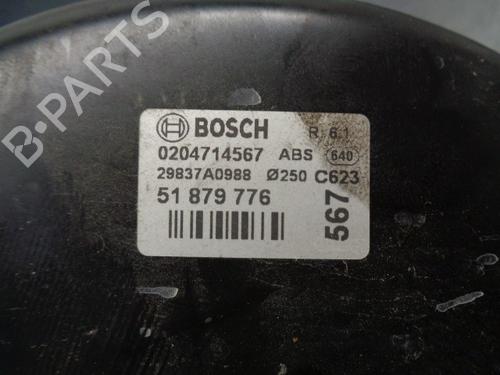 B-PARTS
BOSCH R 6.1
0204714567 ABS 640
29837A0988 Ø250 C623
51 879 776
567